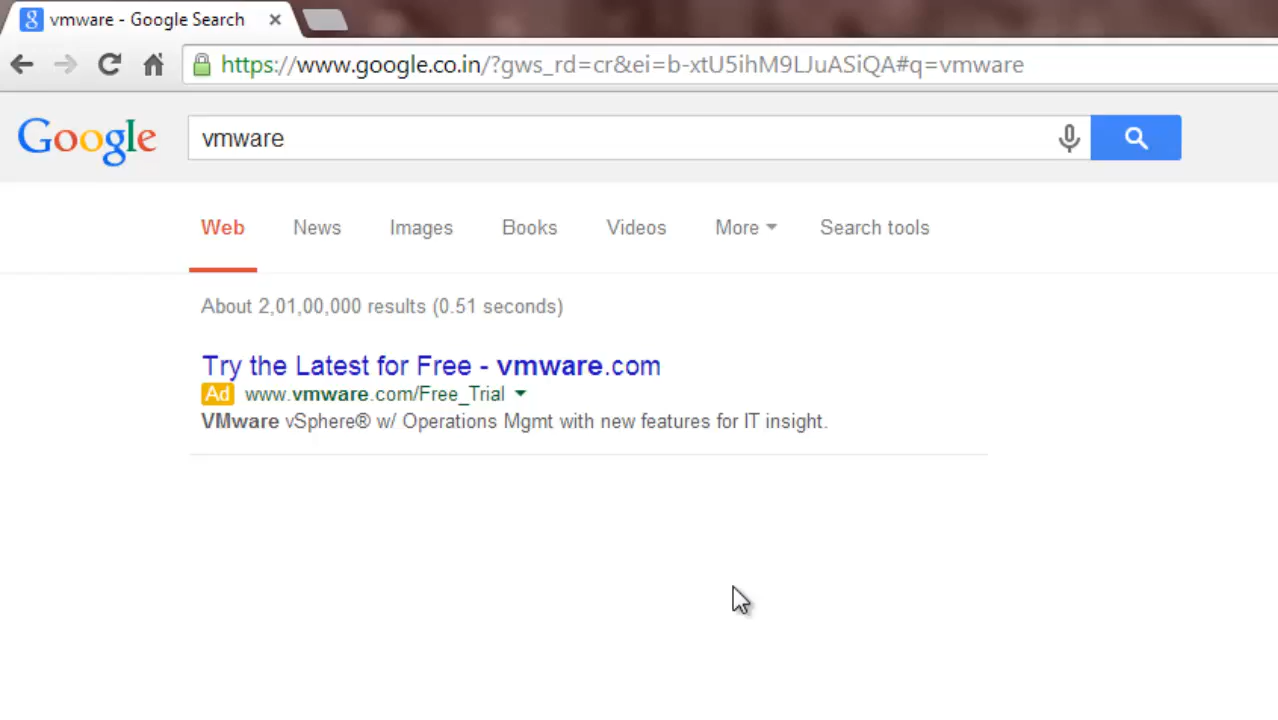 vmware - Google Search
https://www.google.co.in/?gws_rd=cr&ei=b-xtU5ihM9LJuASiQA#q=vmware
Google
vmware
Web News Images Books Videos More Search tools
About 2,01,00,000 results (0.51 seconds)
Try the Latest for Free - vmware.com
Ad www.vmware.com/Free_Trial
VMware vSphere® w/ Operations Mgmt with new features for IT insight.